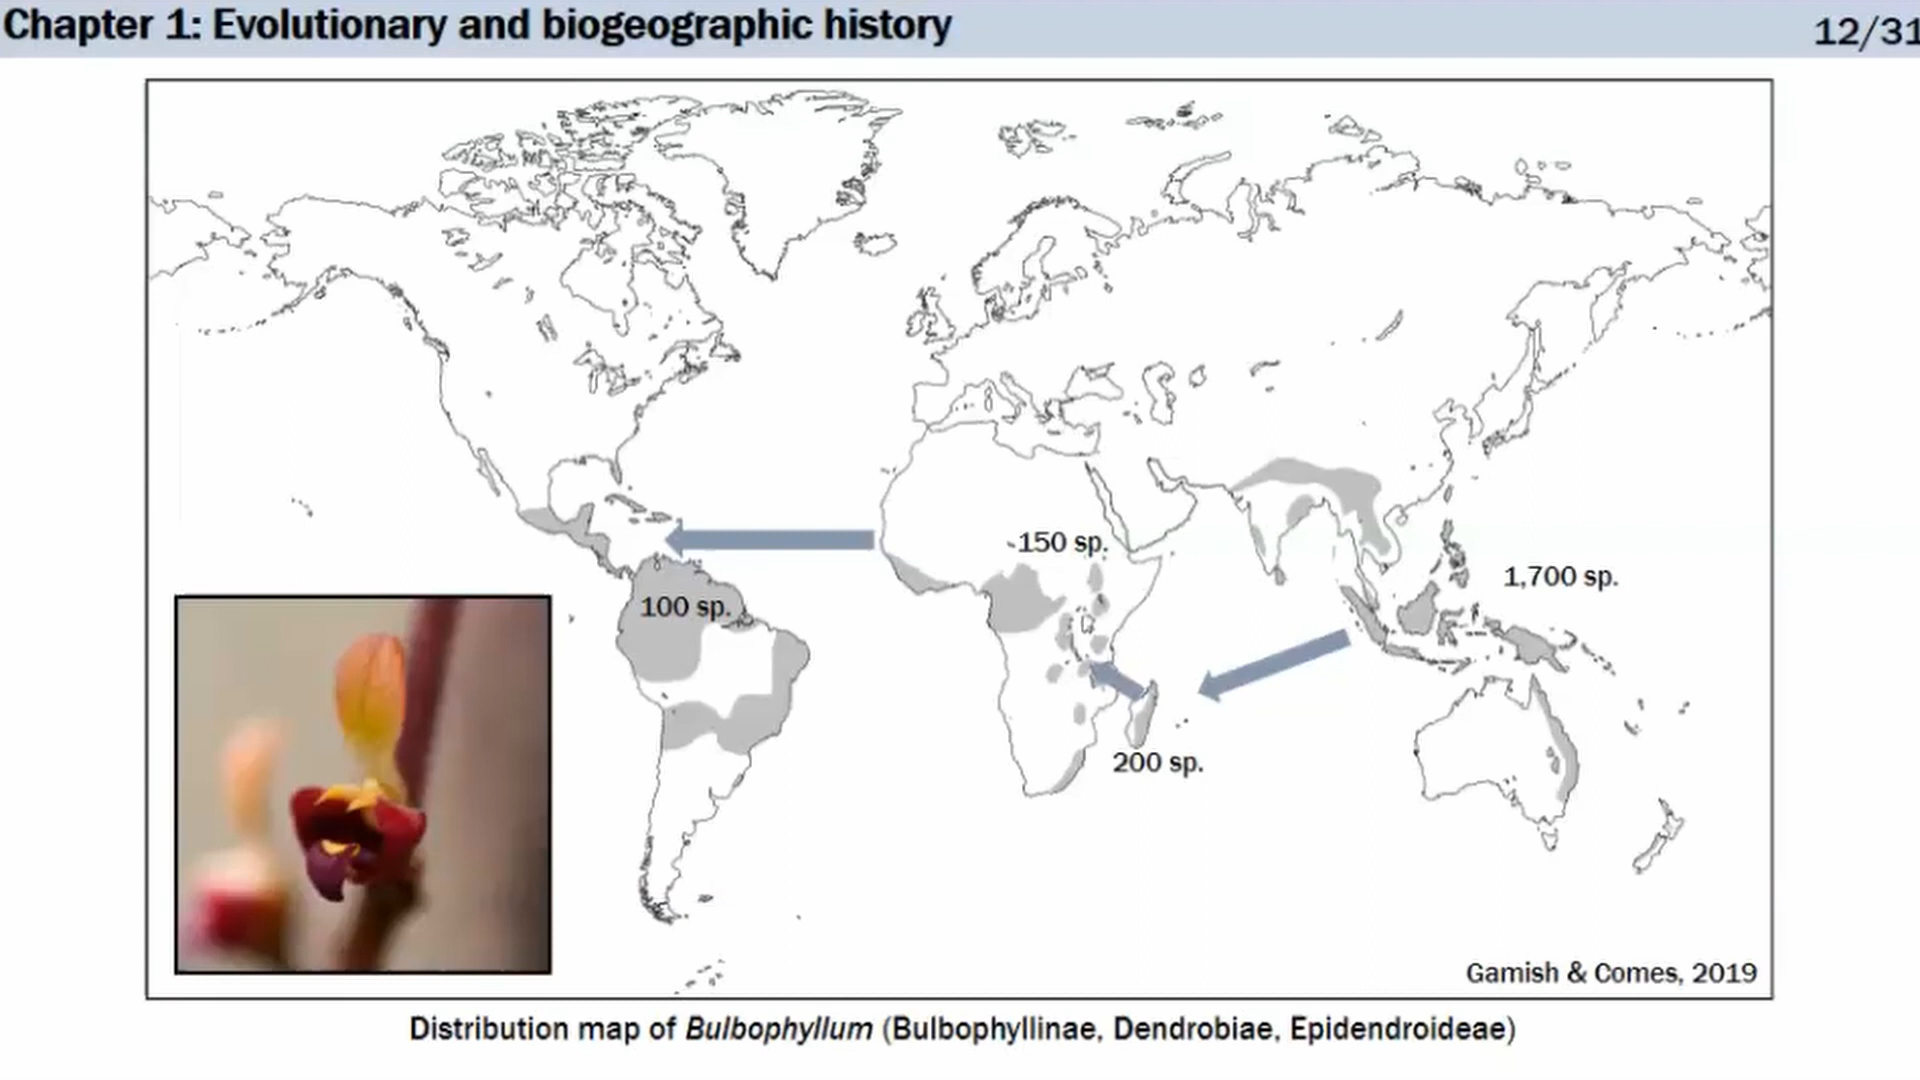 Chapter 1: Evolutionary and biogeographic history
12/31
-150 sp.
1,700 sp.
100 sp.
200 sp.
Gamish & Comes, 2019
Distribution map of Bulbophyllum (Bulbophyllinae, Dendrobiae, Epidendroideae)